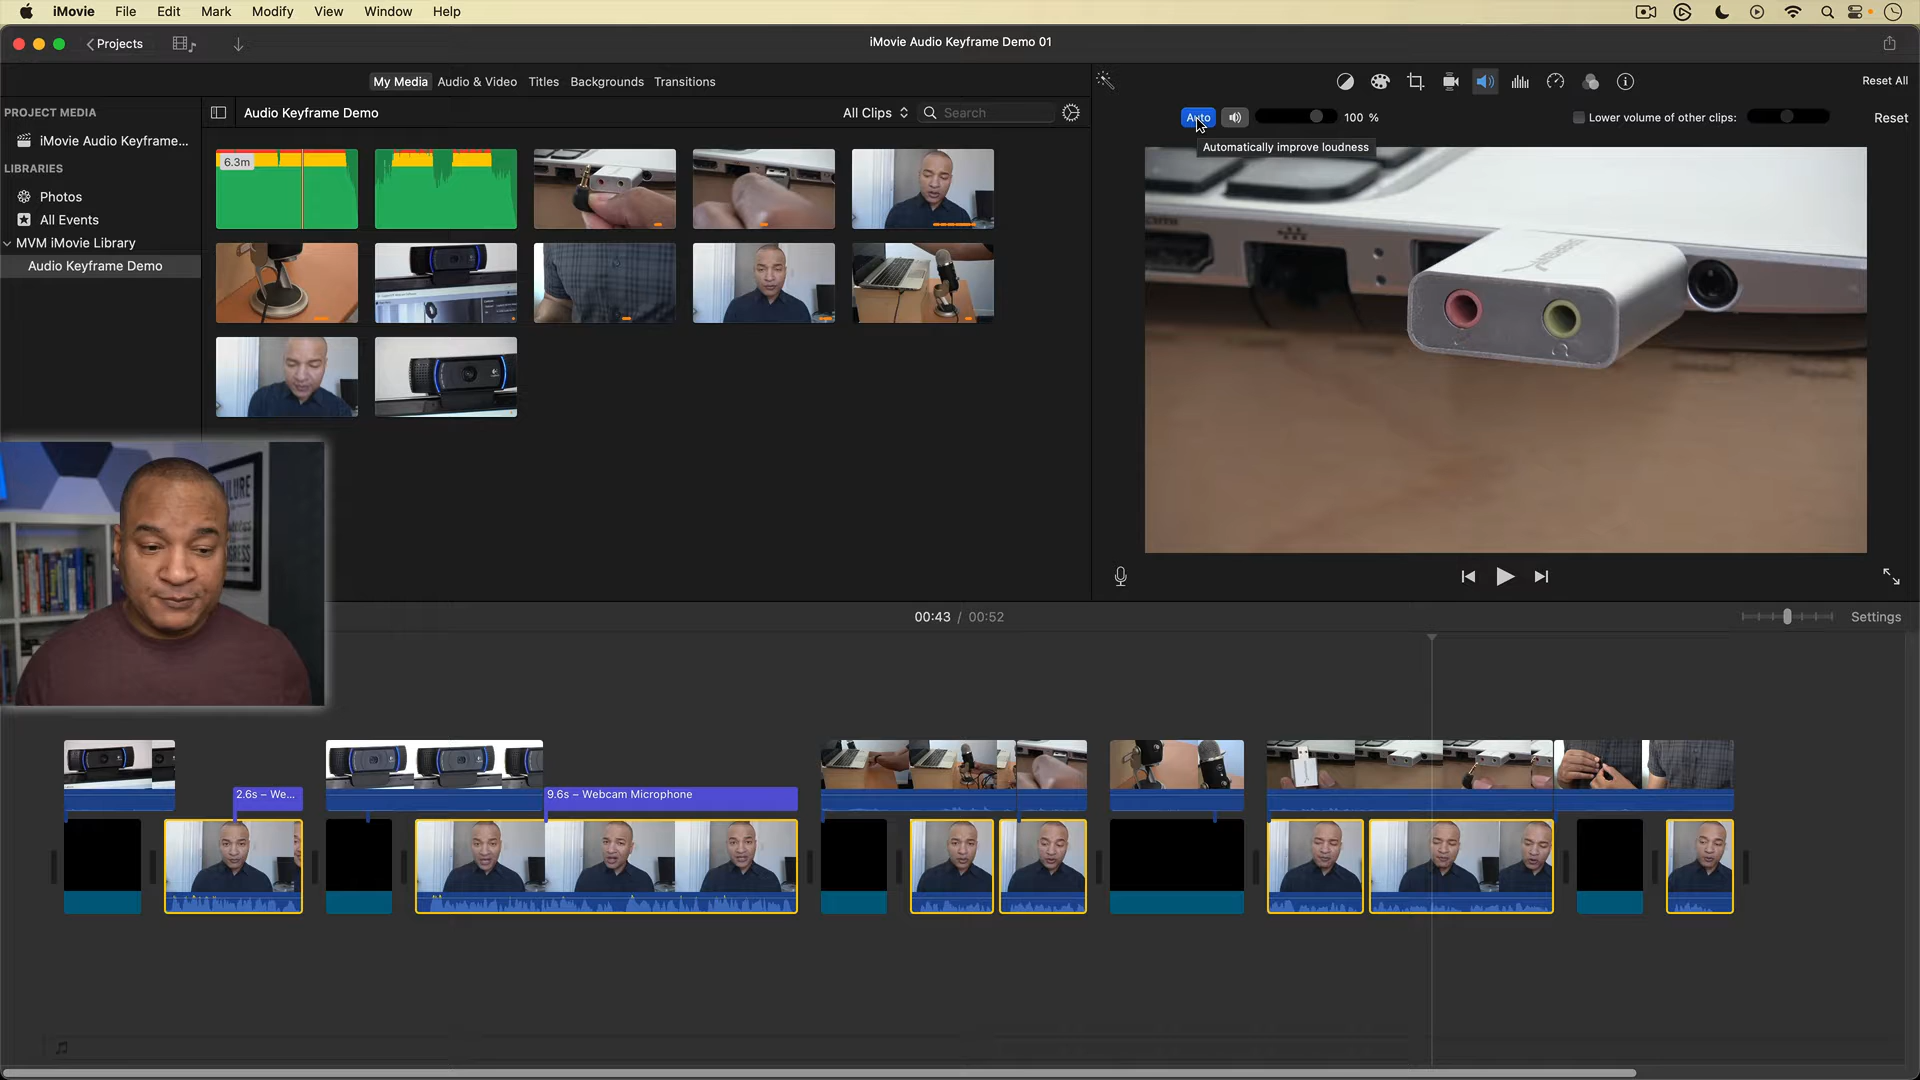 iMovie File Edit Mark Modify View Window Help
Projects
iMovie Audio Keyframe Demo 01
My Media Audio & Video Titles Backgrounds Transitions
Reset All
PROJECT MEDIA
iMovie Audio Keyframe...
LIBRARIES
Photos
All Events
MVM iMovie Library
Audio Keyframe Demo
Audio Keyframe Demo
All Clips
Search
6.3m
Auto
100 %
Lower volume of other clips:
Reset
Automatically improve loudness
SABRENT
00:43 / 00:52
Settings
2.6s – We...
9.6s – Webcam Microphone